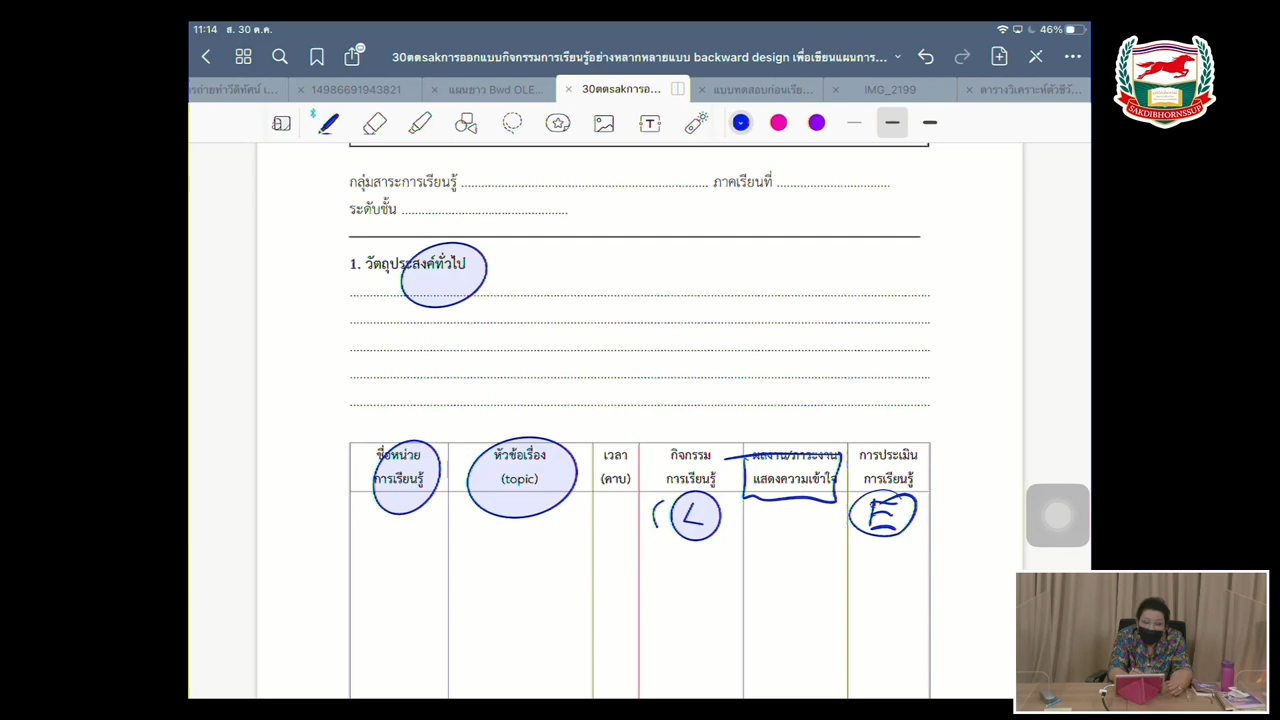 11:14 ส. 30 ต.ค.
46%
30ตตsakการออกแบบกิจกรรมการเรียนรู้อย่างหลากหลายแบบ backward design เพื่อเขียนแผนการ...
การถ่ายทำวีดิทัศน์ เ...
14986691943821
Bwd OLE...
30ตตsakการอ...
แบบทดสอบก่อนเรีย...
IMG_2199
ตารางวิเคราะห์ตัวชี้วั...
SAKDIBHORNSSUP
กลุ่มสาระการเรียนรู้ ........ ภาคเรียนที่ ........
ระดับชั้น ........
1. วัตถุประสงค์ทั่วไป
ชื่อหน่วย
การเรียนรู้
หัวข้อเรื่อง
(topic)
เวลา
(คาบ)
กิจกรรม
การเรียนรู้
ผลงาน/ภาระงาน
แสดงความเข้าใจ
การประเมิน
การเรียนรู้
L
E